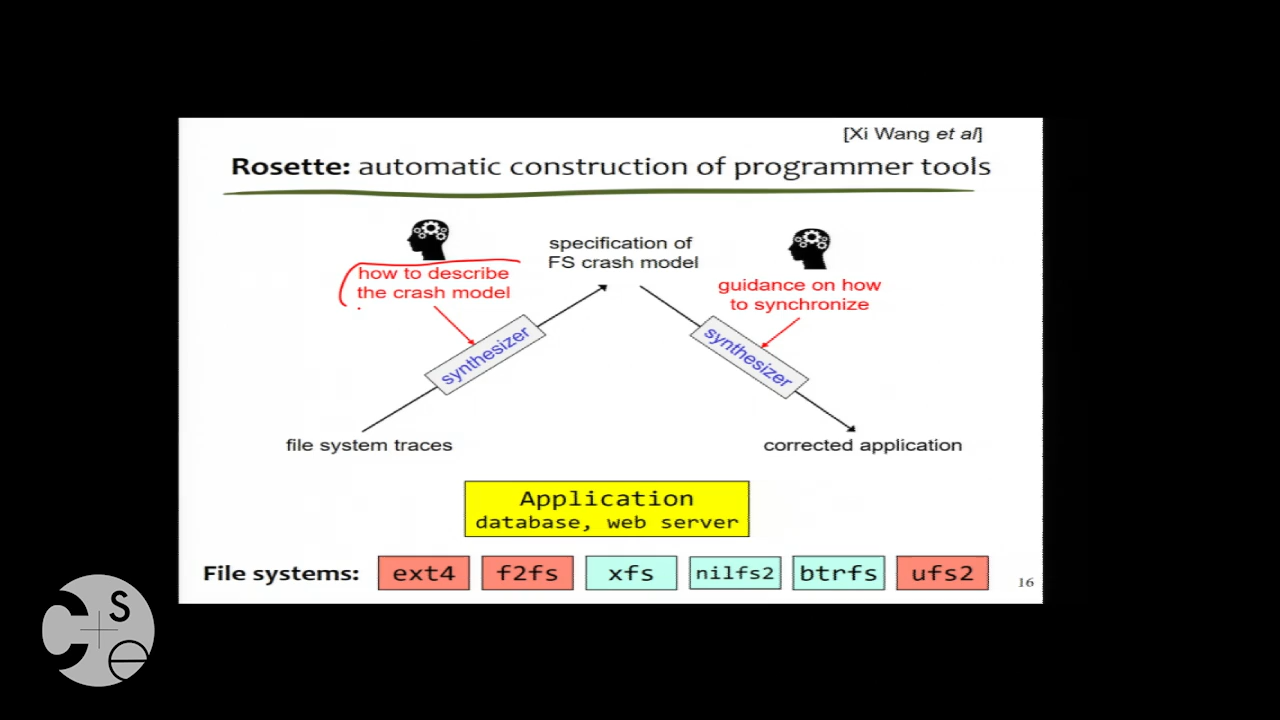 [Xi Wang et al]
Rosette: automatic construction of programmer tools
how to describe
the crash model
specification of
FS crash model
guidance on how
to synchronize
synthesizer
synthesizer
file system traces
corrected application
Application
database, web server
File systems: ext4 f2fs xfs nilfs2 btrfs ufs2
16
C S e